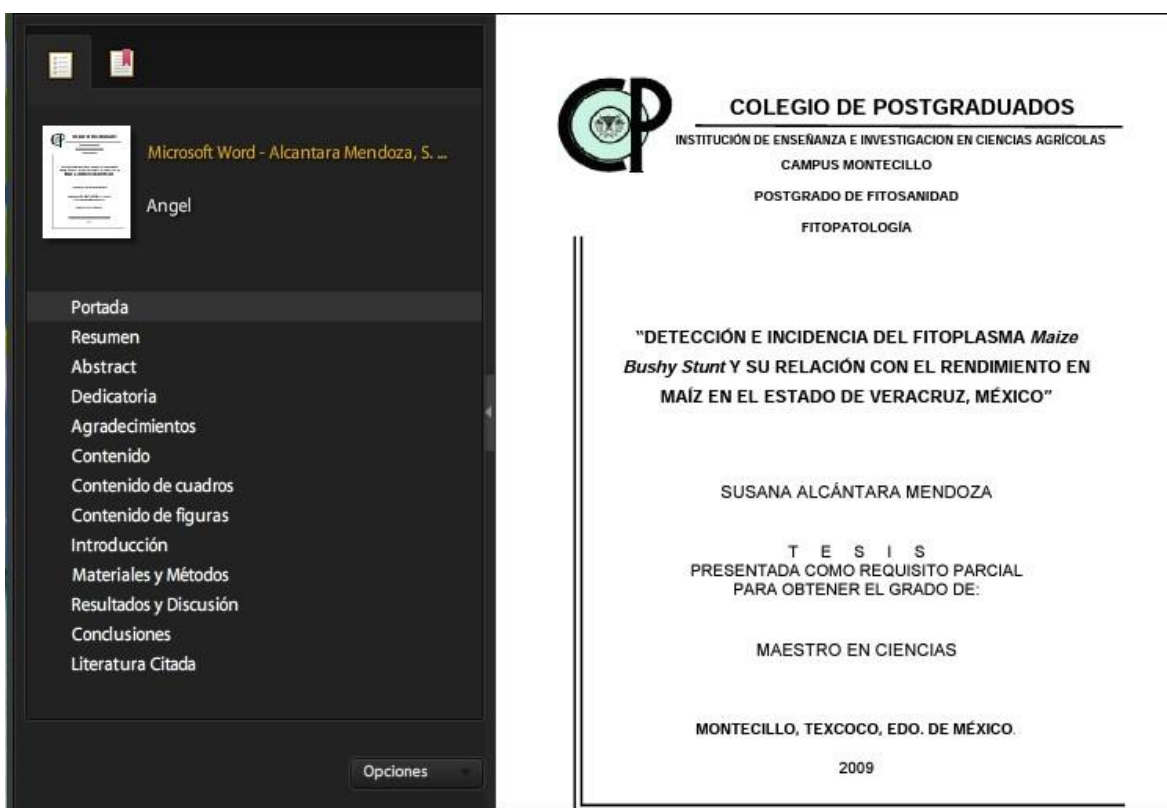 Microsoft Word - Alcantara Mendoza, S. ...
Angel
Portada
Resumen
Abstract
Dedicatoria
Agradecimientos
Contenido
Contenido de cuadros
Contenido de figuras
Introducción
Materiales y Métodos
Resultados y Discusión
Conclusiones
Literatura Citada
Opciones
CP
COLEGIO DE POSTGRADUADOS
INSTITUCIÓN DE ENSEÑANZA E INVESTIGACION EN CIENCIAS AGRÍCOLAS
CAMPUS MONTECILLO
POSTGRADO DE FITOSANIDAD
FITOPATOLOGÍA
“DETECCIÓN E INCIDENCIA DEL FITOPLASMA Maize
Bushy Stunt Y SU RELACIÓN CON EL RENDIMIENTO EN
MAÍZ EN EL ESTADO DE VERACRUZ, MÉXICO”
SUSANA ALCÁNTARA MENDOZA
T E S I S
PRESENTADA COMO REQUISITO PARCIAL
PARA OBTENER EL GRADO DE:
MAESTRO EN CIENCIAS
MONTECILLO, TEXCOCO, EDO. DE MÉXICO.
2009